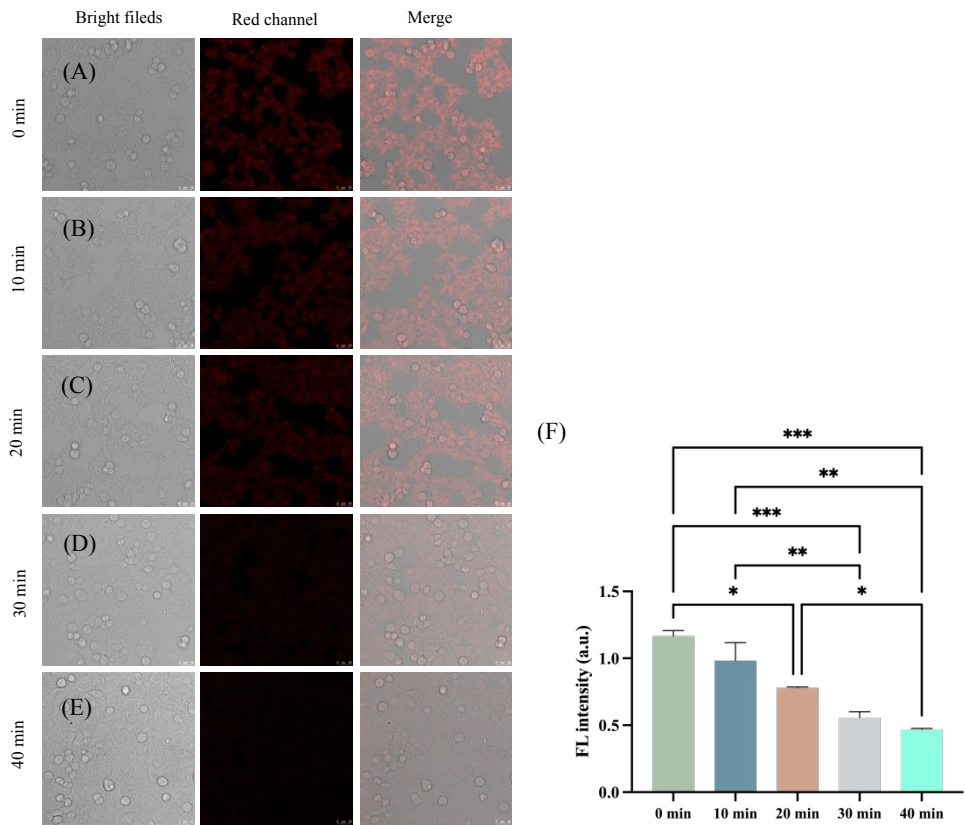 Bright fileds Red channel Merge
0 min
(A)
10 min
(B)
20 min
(C)
30 min
(D)
40 min
(E)
(F)
***
**
***
**
* *
FL intensity (a.u.)
1.5
1.0
0.5
0.0
0 min 10 min 20 min 30 min 40 min